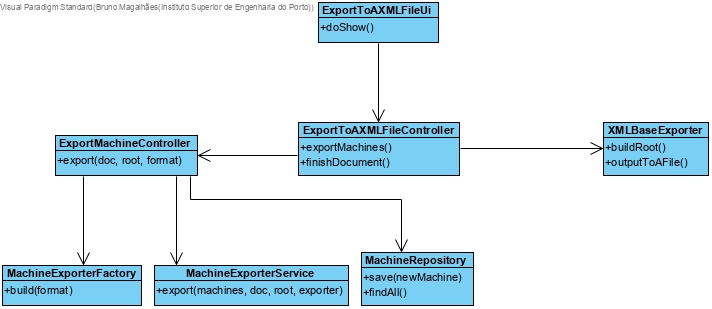 Visual Paradigm Standard(Bruno Magalhães(Instituto Superior de Engenharia do Porto))
ExportToAXMLFileUi
+doShow()
ExportToAXMLFileController
+exportMachines()
+finishDocument()
XMLBaseExporter
+buildRoot()
+outputToAFile()
ExportMachineController
+export(doc, root, format)
MachineExporterFactory
+build(format)
MachineExporterService
+export(machines, doc, root, exporter)
MachineRepository
+save(newMachine)
+findAll()